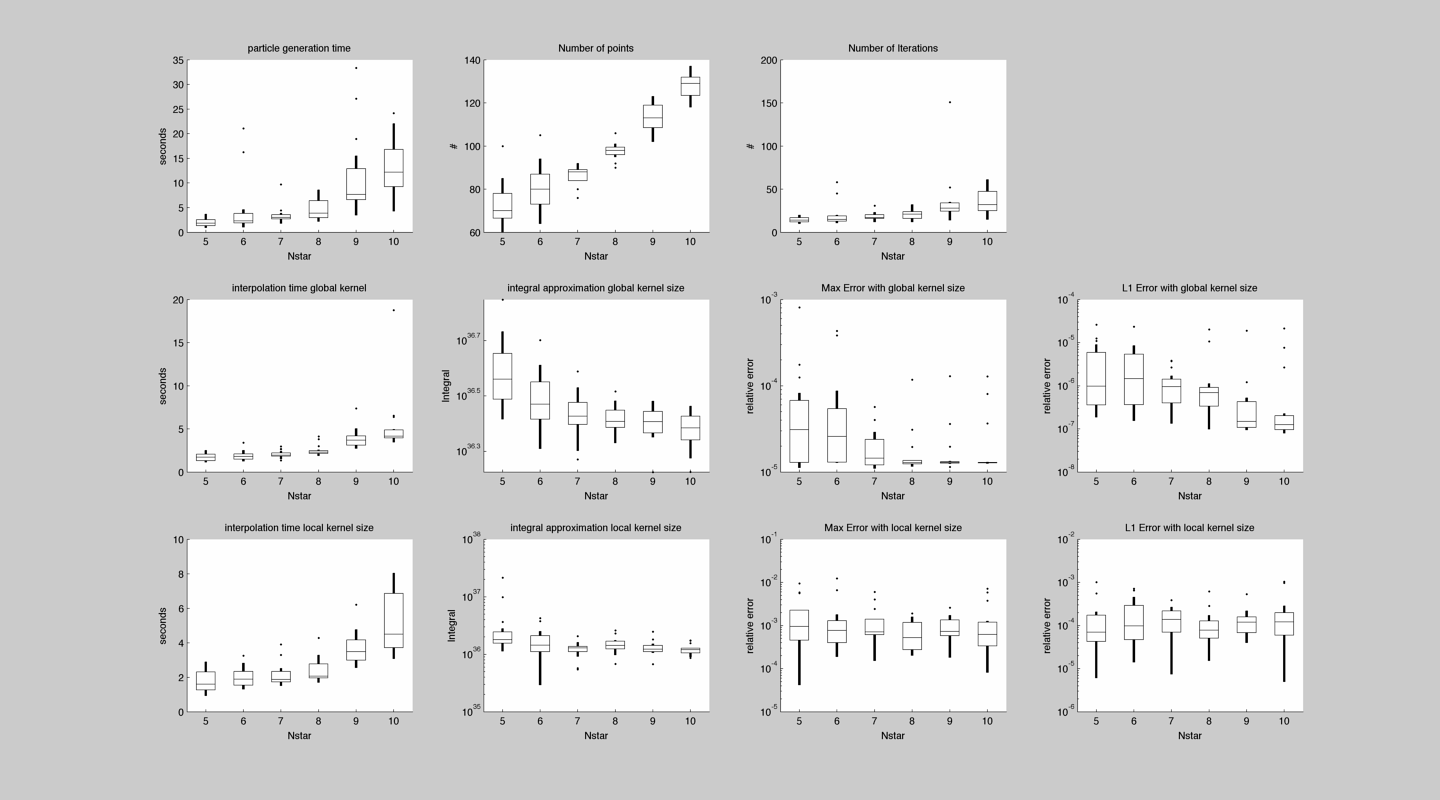 particle generation time
Number of points
Number of Iterations
35
30
25
20
15
10
5
0
seconds
5 6 7 8 9 10
Nstar
140
120
100
80
60
#
5 6 7 8 9 10
Nstar
200
150
100
50
0
#
5 6 7 8 9 10
Nstar
interpolation time global kernel
integral approximation global kernel size
Max Error with global kernel size
L1 Error with global kernel size
20
15
10
5
0
seconds
5 6 7 8 9 10
Nstar
10^36.7
10^36.5
10^36.3
Integral
5 6 7 8 9 10
Nstar
10^-3
10^-4
10^-5
relative error
5 6 7 8 9 10
Nstar
10^-4
10^-5
10^-6
10^-7
10^-8
relative error
5 6 7 8 9 10
Nstar
interpolation time local kernel size
integral approximation local kernel size
Max Error with local kernel size
L1 Error with local kernel size
10
8
6
4
2
0
seconds
5 6 7 8 9 10
Nstar
10^38
10^37
10^36
10^35
Integral
5 6 7 8 9 10
Nstar
10^-1
10^-2
10^-3
10^-4
10^-5
relative error
5 6 7 8 9 10
Nstar
10^-2
10^-3
10^-4
10^-5
10^-6
relative error
5 6 7 8 9 10
Nstar